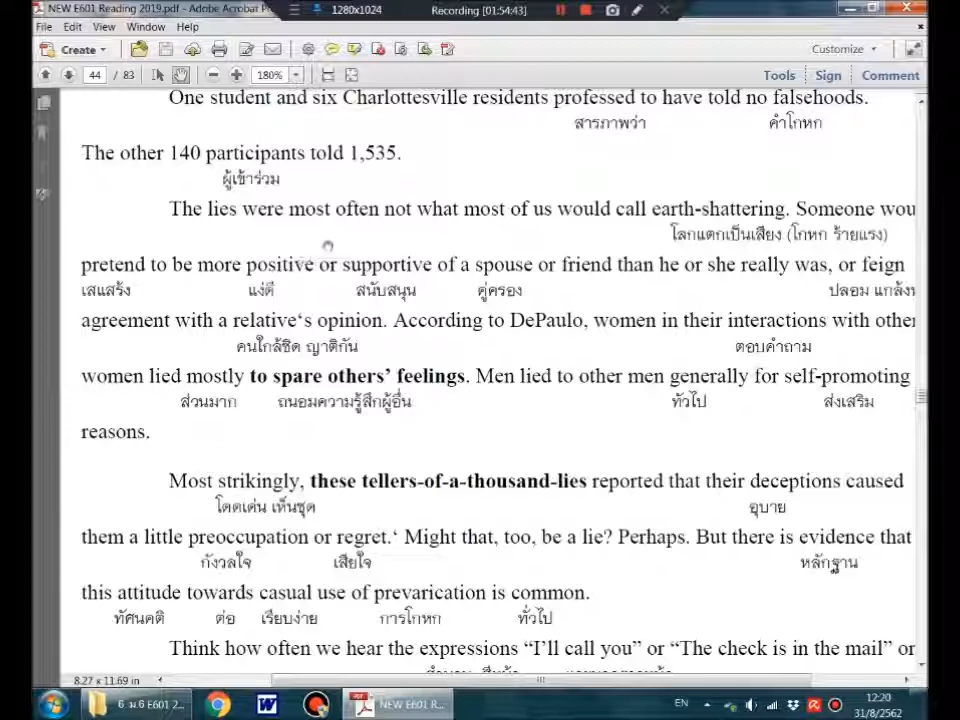 NEW E601 Reading 2019.pdf - Adobe Acrobat P
1280x1024
Recording [01:54:43]
File Edit View Window Help
Create
Customize
44 / 83
180%
Tools Sign Comment
One student and six Charlottesville residents professed to have told no falsehoods.
สารภาพว่า คำโกหก
The other 140 participants told 1,535.
ผู้เข้าร่วม
The lies were most often not what most of us would call earth-shattering. Someone wou
โลกแตกเป็นเสียง (โกหก ร้ายแรง)
pretend to be more positive or supportive of a spouse or friend than he or she really was, or feign
เสแสร้ง แง่ดี สนับสนุน คู่ครอง ปลอม แกล้งท
agreement with a relative‘s opinion. According to DePaulo, women in their interactions with other
คนใกล้ชิด ญาติกัน ตอบคำถาม
women lied mostly to spare others’ feelings. Men lied to other men generally for self-promoting
ส่วนมาก ถนอมความรู้สึกผู้อื่น ทั่วไป ส่งเสริม
reasons.
Most strikingly, these tellers-of-a-thousand-lies reported that their deceptions caused
โดดเด่น เห็นชุด อุบาย
them a little preoccupation or regret.‘ Might that, too, be a lie? Perhaps. But there is evidence that
กังวลใจ เสียใจ หลักฐาน
this attitude towards casual use of prevarication is common.
ทัศนคติ ต่อ เรียบง่าย การโกหก ทั่วไป
Think how often we hear the expressions “I’ll call you” or “The check is in the mail” or
8.27 x 11.69 in
6 ม.6 E601 2...
NEW E601 R...
EN
12:20
31/8/2562